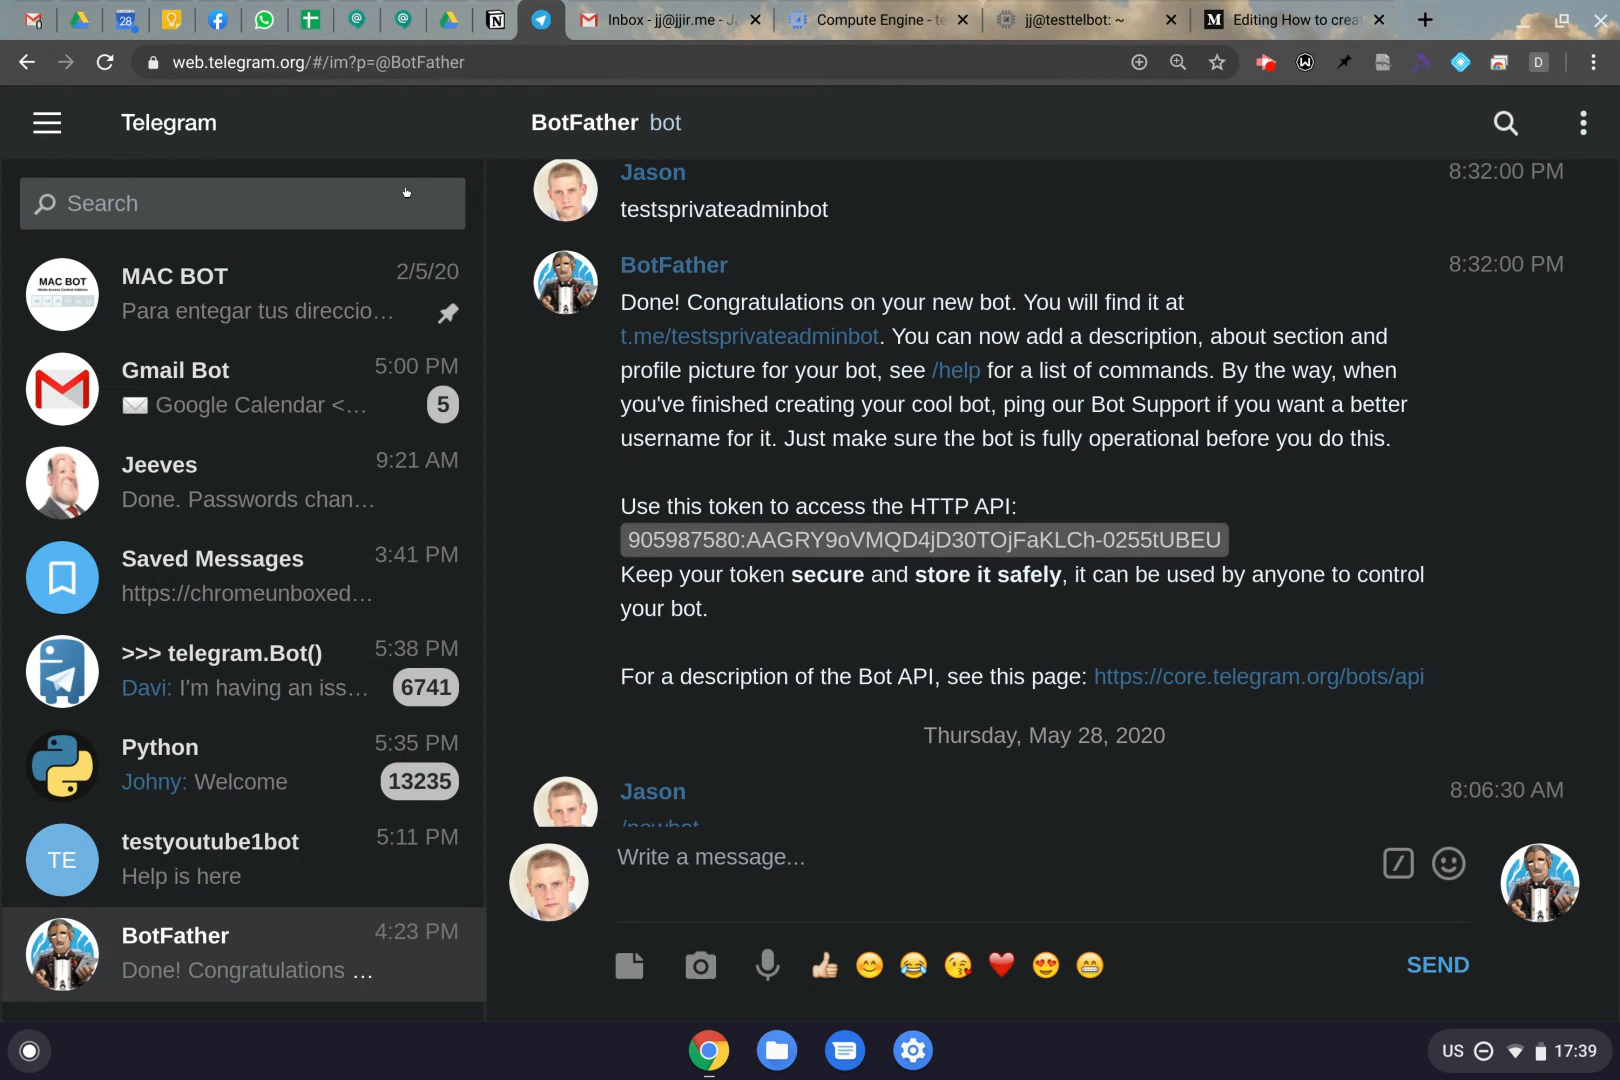 28
Inbox - jj@jjir.me - Ja
Compute Engine - te
jj@testtelbot: ~
Editing How to crea
web.telegram.org/#/im?p=@BotFather
D
Telegram
BotFather bot
Search
MAC BOT
MAC BOT 2/5/20
Para entegar tus direccio…
Gmail Bot 5:00 PM
Google Calendar <… 5
Jeeves 9:21 AM
Done. Passwords chan…
Saved Messages 3:41 PM
https://chromeunboxed…
>>> telegram.Bot() 5:38 PM
Davi: I'm having an iss… 6741
Python 5:35 PM
Johny: Welcome 13235
TE
testyoutube1bot 5:11 PM
Help is here
BotFather 4:23 PM
Done! Congratulations …
Jason 8:32:00 PM
testsprivateadminbot
BotFather 8:32:00 PM
Done! Congratulations on your new bot. You will find it at
t.me/testsprivateadminbot. You can now add a description, about section and
profile picture for your bot, see /help for a list of commands. By the way, when
you've finished creating your cool bot, ping our Bot Support if you want a better
username for it. Just make sure the bot is fully operational before you do this.
Use this token to access the HTTP API:
905987580:AAGRY9oVMQD4jD30TOjFaKLCh-0255tUBEU
Keep your token secure and store it safely, it can be used by anyone to control
your bot.
For a description of the Bot API, see this page: https://core.telegram.org/bots/api
Thursday, May 28, 2020
Jason 8:06:30 AM
/newbot
Write a message...
SEND
US 17:39